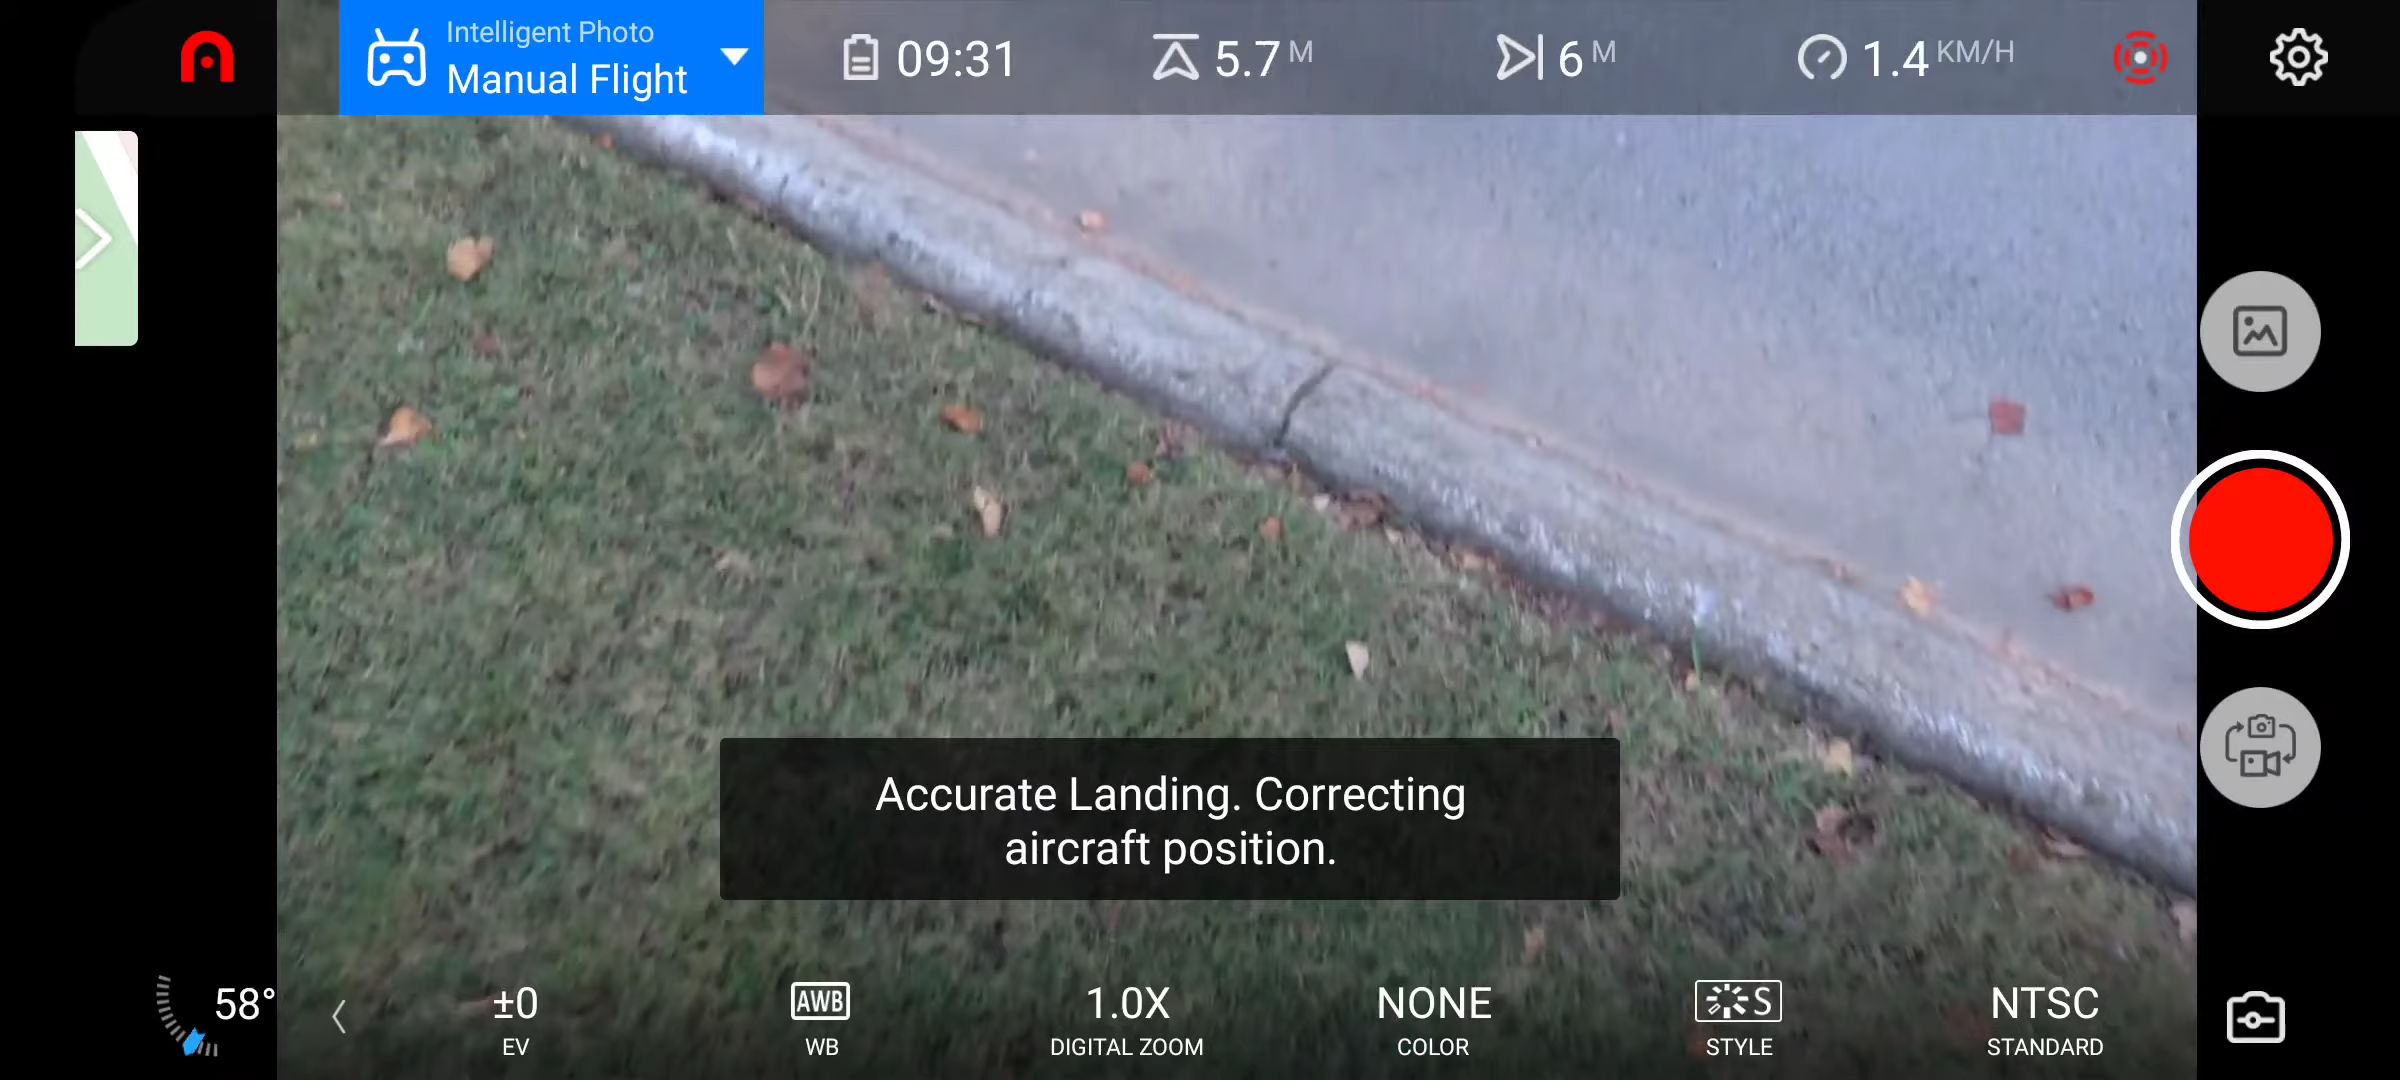 Intelligent Photo
Manual Flight
09:31
5.7 M
6 M
1.4 KM/H
Accurate Landing. Correcting
aircraft position.
58°
±0
EV
AWB
WB
1.0X
DIGITAL ZOOM
NONE
COLOR
S
STYLE
NTSC
STANDARD